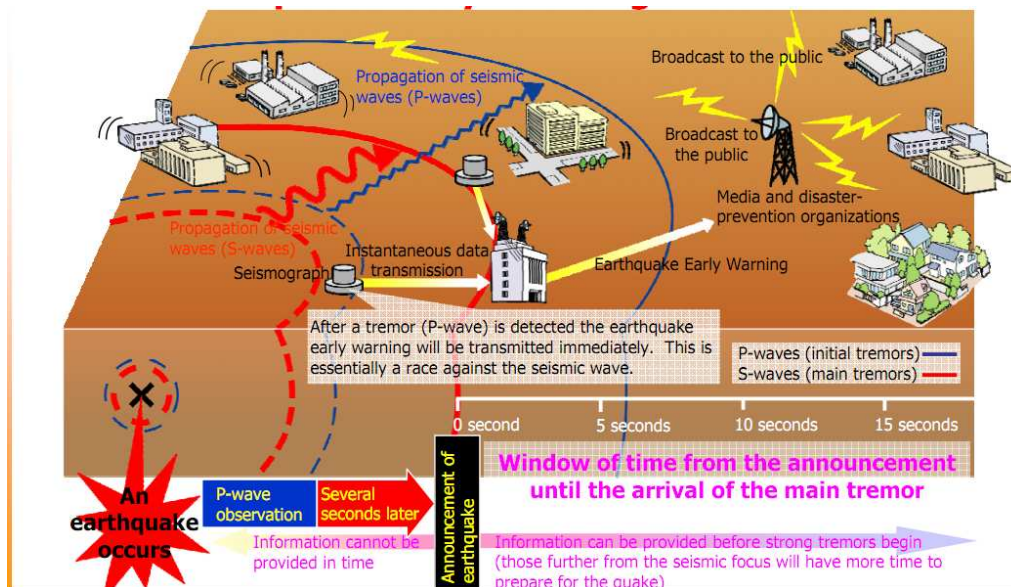 Broadcast to the public
Propagation of seismic
waves (P-waves)
Broadcast to
the public
Media and disaster-
prevention organizations
Propagation of seismic
waves (S-waves)
Instantaneous data
transmission
Seismograph
Earthquake Early Warning
After a tremor (P-wave) is detected the earthquake
early warning will be transmitted immediately. This is
essentially a race against the seismic wave.
P-waves (initial tremors)
S-waves (main tremors)
0 second
5 seconds
10 seconds
15 seconds
Window of time from the announcement
until the arrival of the main tremor
An
earthquake
occurs
P-wave
observation
Several
seconds later
Announcement of
earthquake
Information cannot be
provided in time
Information can be provided before strong tremors begin
(those further from the seismic focus will have more time to
prepare for the quake)